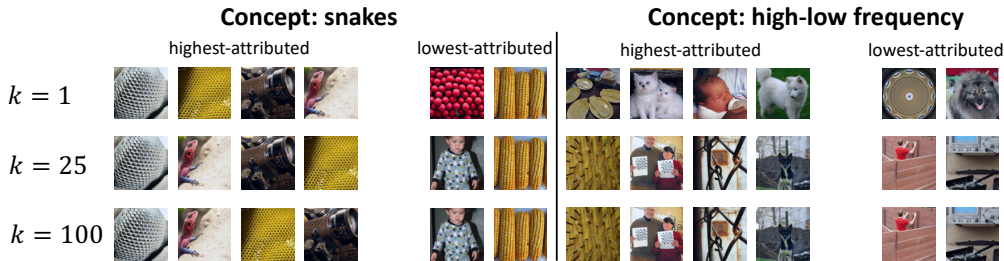 Concept: snakes
highest-attributed lowest-attributed
Concept: high-low frequency
highest-attributed lowest-attributed
k = 1
k = 25
k = 100